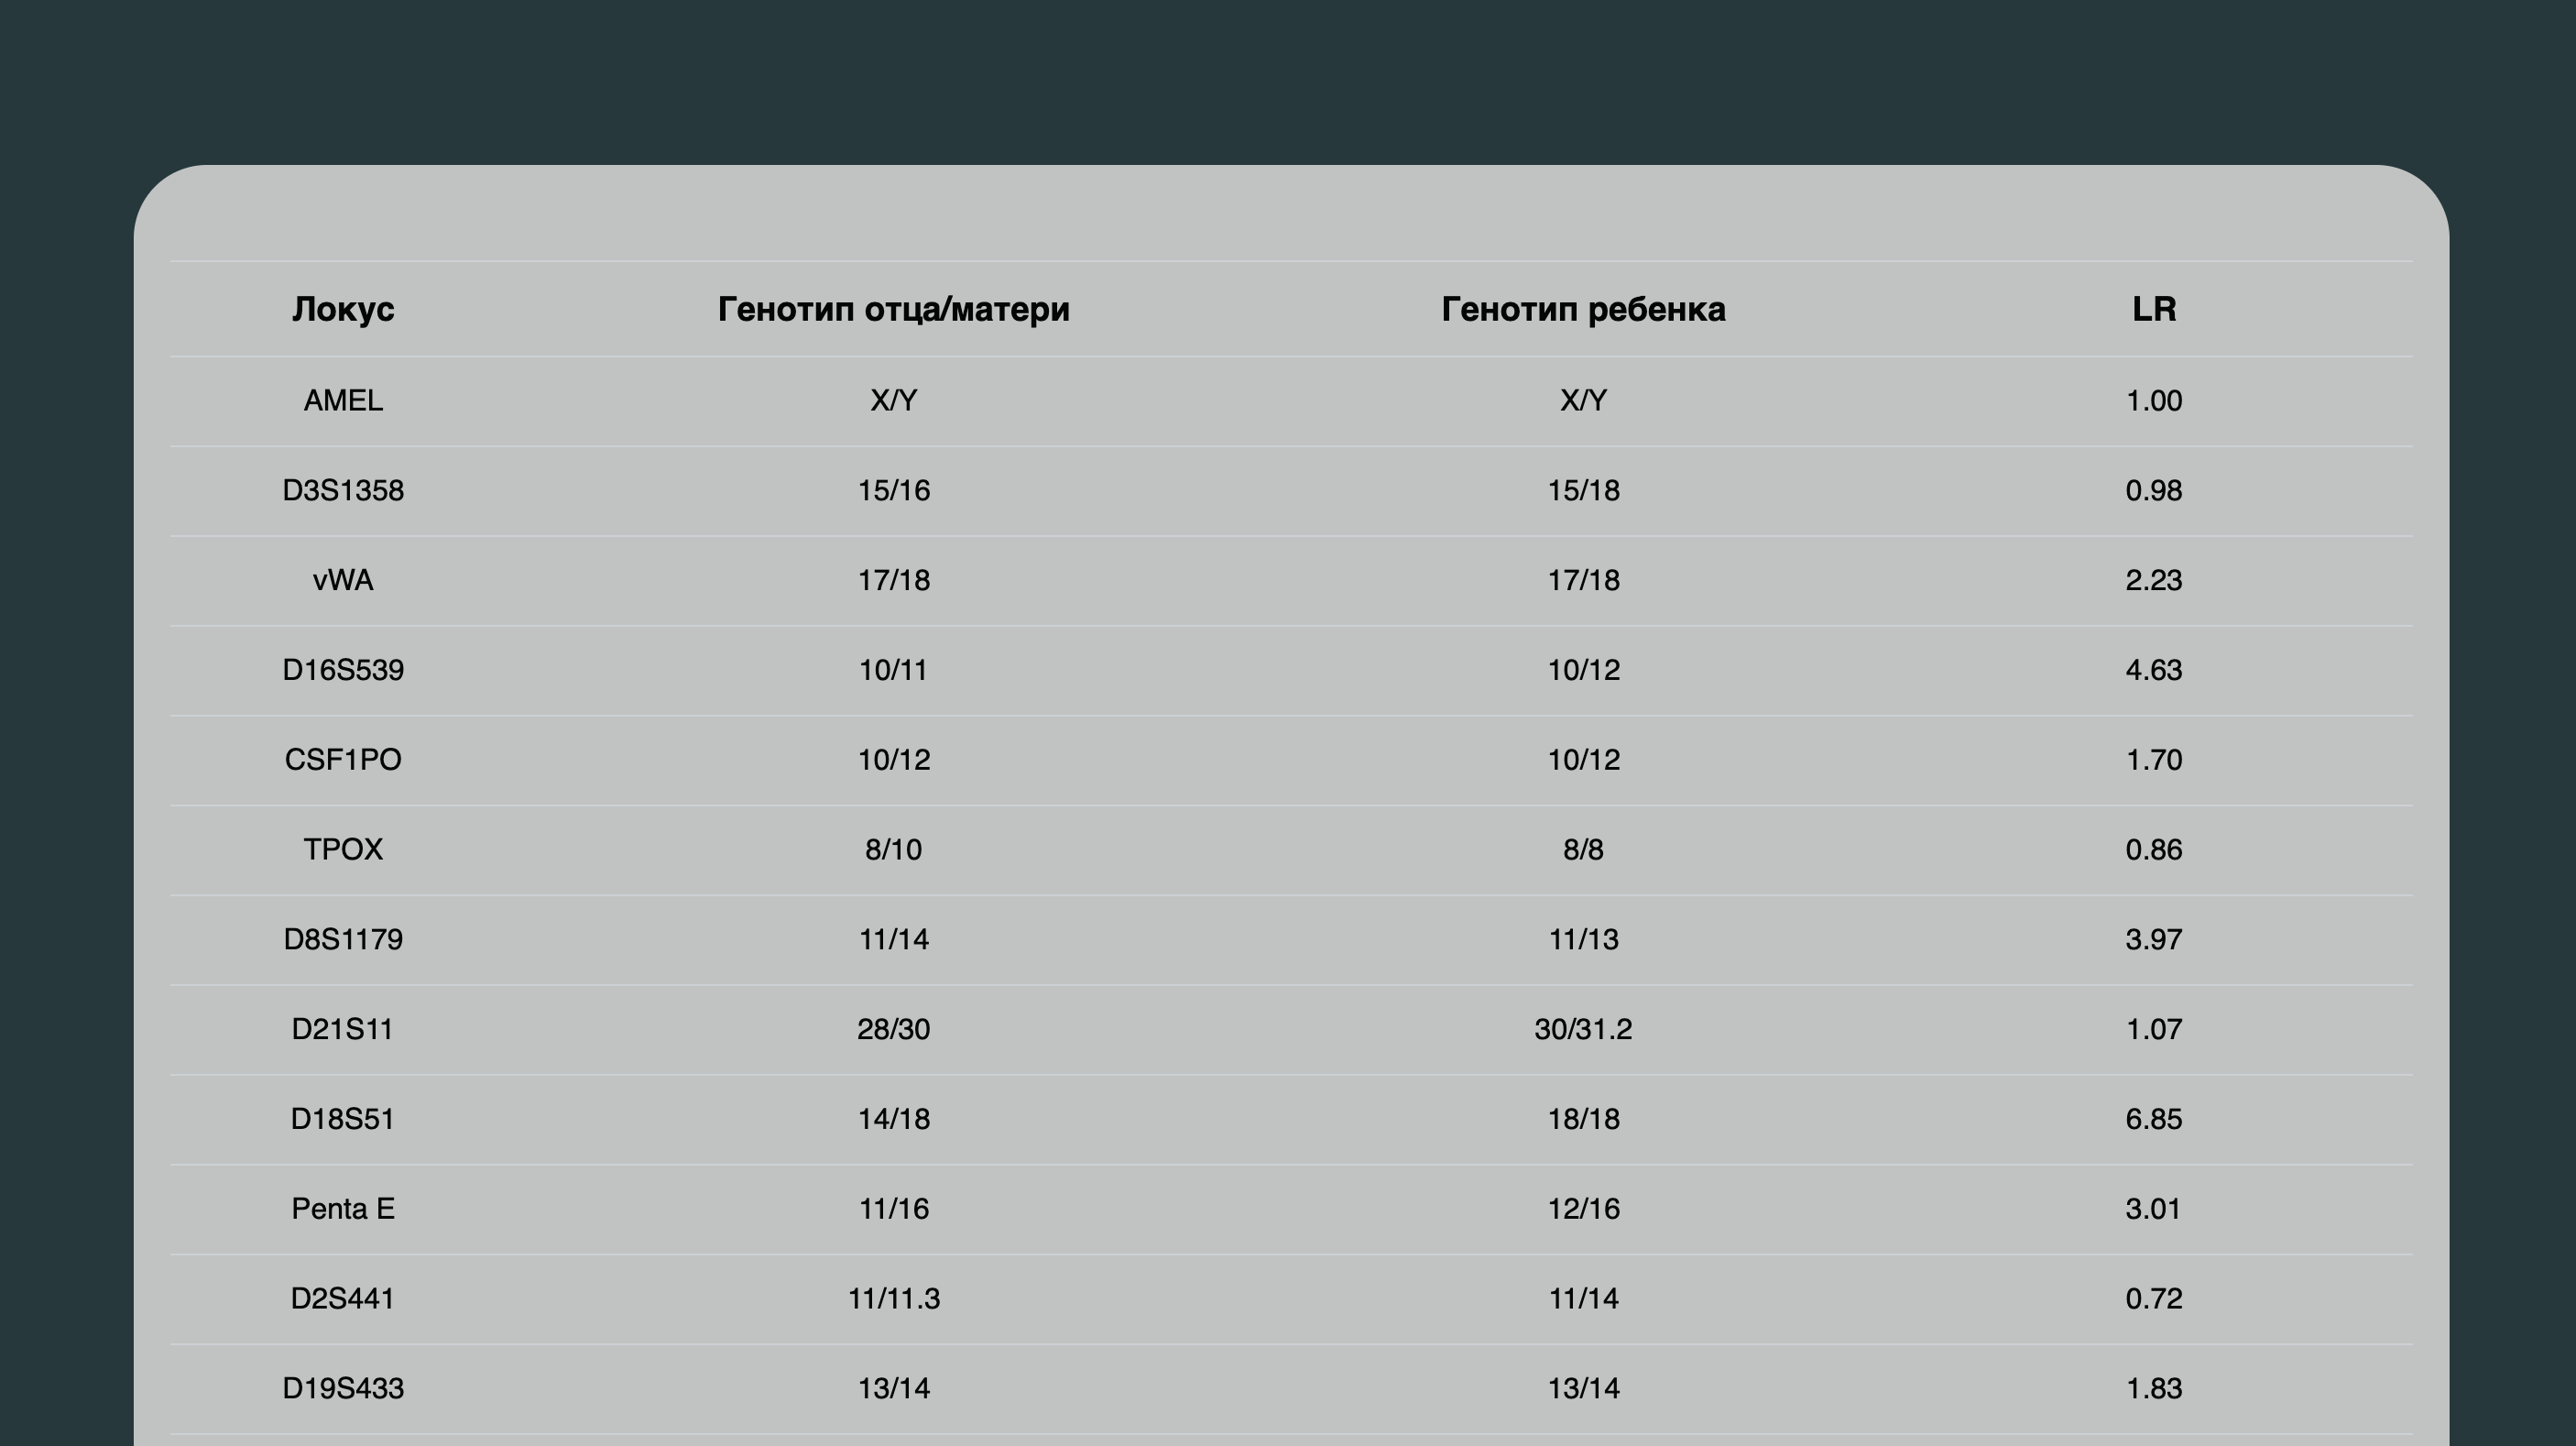 Локус Генотип отца/матери Генотип ребенка LR
AMEL X/Y X/Y 1.00
D3S1358 15/16 15/18 0.98
vWA 17/18 17/18 2.23
D16S539 10/11 10/12 4.63
CSF1PO 10/12 10/12 1.70
TPOX 8/10 8/8 0.86
D8S1179 11/14 11/13 3.97
D21S11 28/30 30/31.2 1.07
D18S51 14/18 18/18 6.85
Penta E 11/16 12/16 3.01
D2S441 11/11.3 11/14 0.72
D19S433 13/14 13/14 1.83